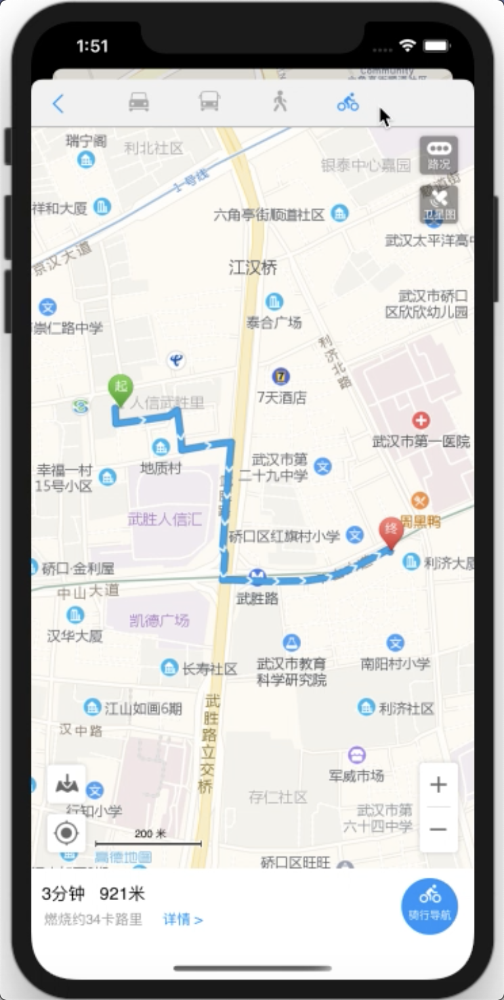 1:51
Community
瑞宁阁
利北社区
1号线
银泰中心嘉园
路况
祥和大厦
六角亭街顺道社区
卫星图
武汉太平洋高中
京汉大道
江汉桥
武汉市硚口
区欣欣幼儿园
崇仁路中学
泰合广场
利济北路
起
人信武胜里
7
7天酒店
武汉市第一医院
地质村
武汉市第
二十九中学
文
幸福一村
15号小区
武胜人信汇
周黑鸭
终
硚口区红旗村小学
文
硚口·金利屋
利济大厦
中山大道
武胜路
凯德广场
汉华大厦
长寿社区
武汉市教育
科学研究院
文
南阳村小学
江山如画6期
利济社区
汉中路
武胜路立交桥
军威市场
文
行知小学
存仁社区
武汉市第
六十四中学
+
−
200 米
高德地圖
硚口区旺旺
3分钟 921米
燃烧约34卡路里 详情 >
骑行导航